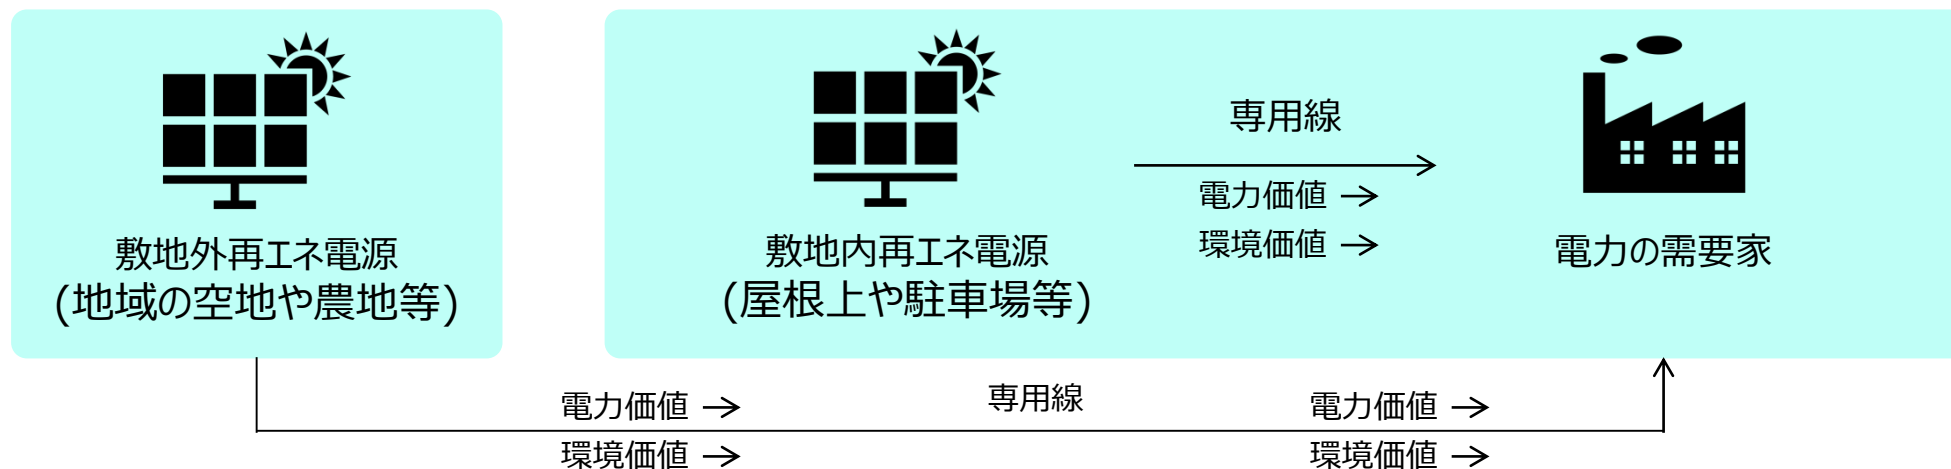 敷地外再エネ電源
(地域の空地や農地等)
敷地内再エネ電源
(屋根上や駐車場等)
専用線
電力価値 →
環境価値 →
電力の需要家
電力価値 →
環境価値 →
専用線
電力価値 →
環境価値 →